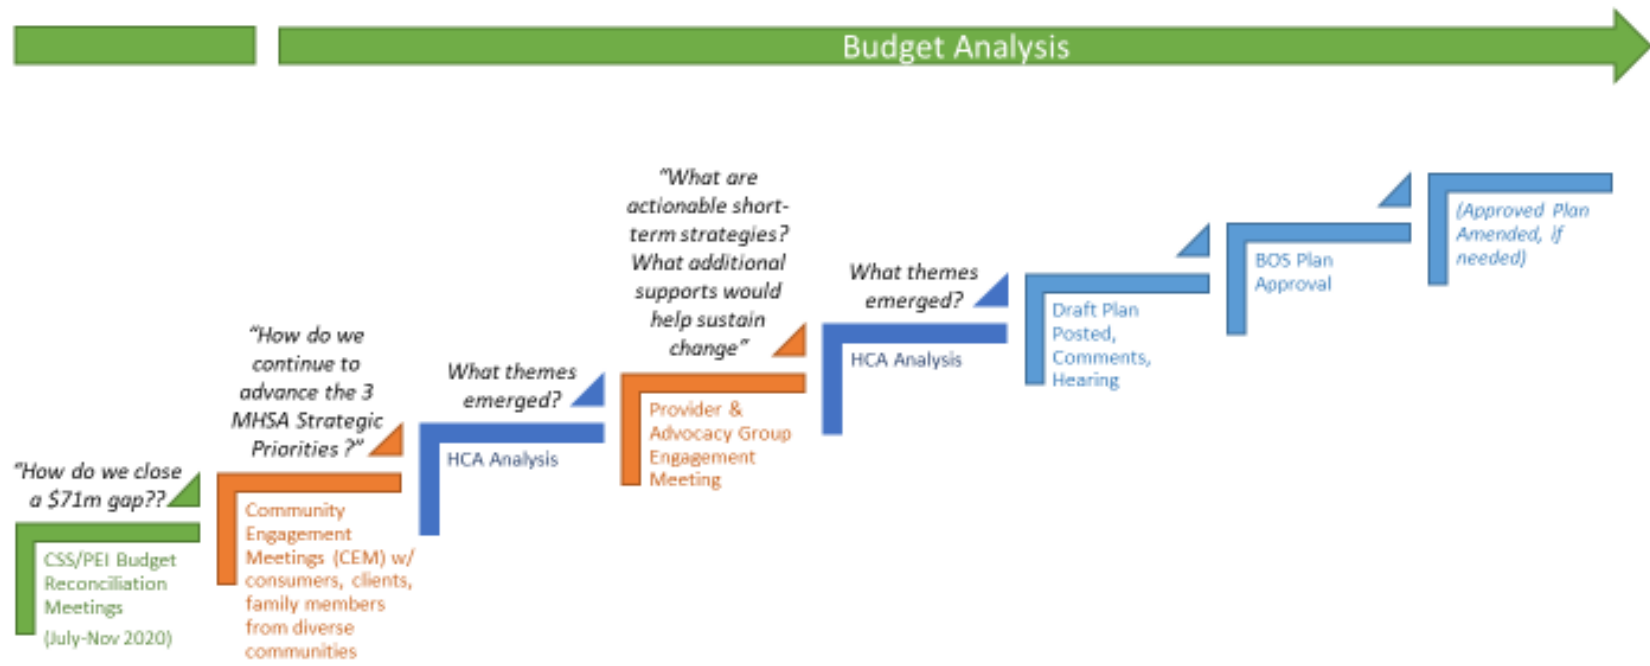 Budget Analysis
"How do we close
a $71m gap??
CSS/PEI Budget
Reconciliation
Meetings
(July-Nov 2020)
"How do we
continue to
advance the 3
MHSA Strategic
Priorities ?"
Community
Engagement
Meetings (CEM) w/
consumers, clients,
family members
from diverse
communities
What themes
emerged?
HCA Analysis
"What are
actionable short-
term strategies?
What additional
supports would
help sustain
change"
Provider &
Advocacy Group
Engagement
Meeting
What themes
emerged?
HCA Analysis
Draft Plan
Posted,
Comments,
Hearing
BOS Plan
Approval
(Approved Plan
Amended, if
needed)